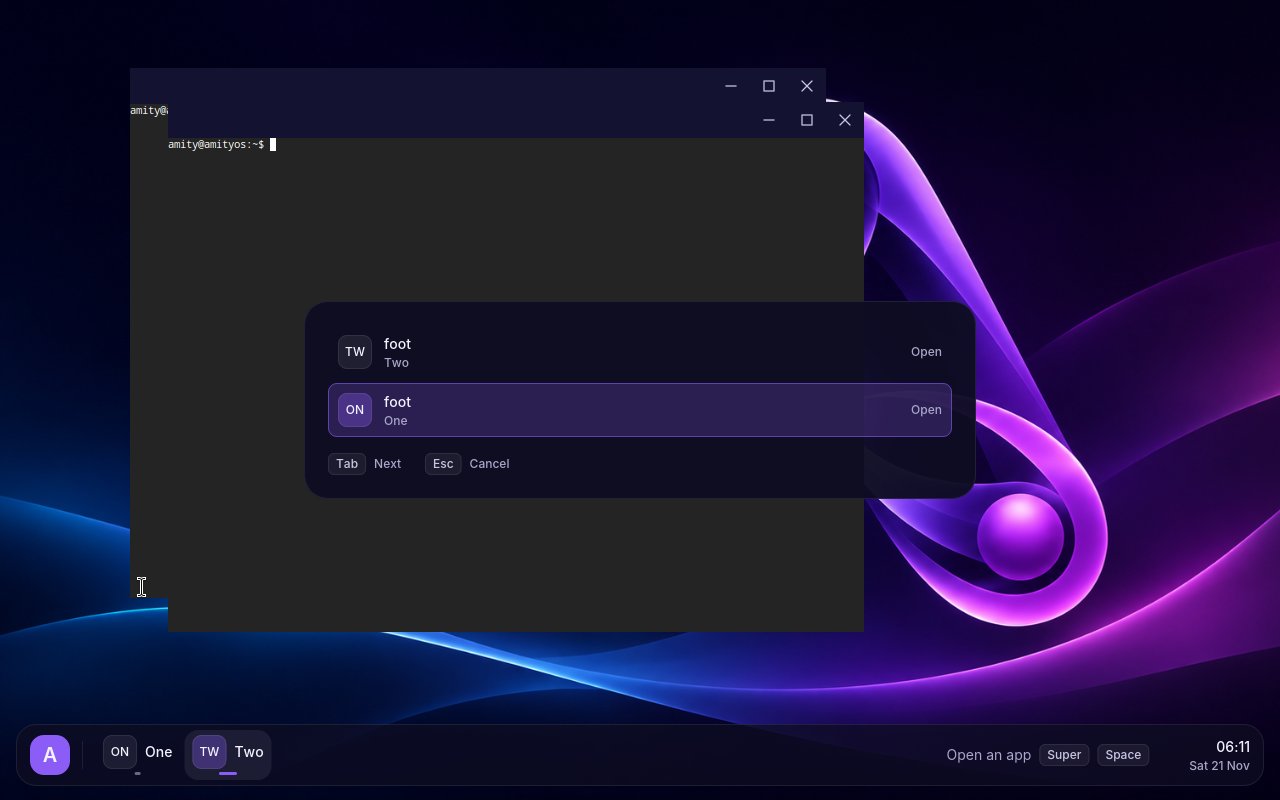 amity@
amity@amityos:~$
TW
foot
Two
Open
ON
foot
One
Open
Tab Next Esc Cancel
A
ON One
TW Two
Open an app Super Space
06:11
Sat 21 Nov